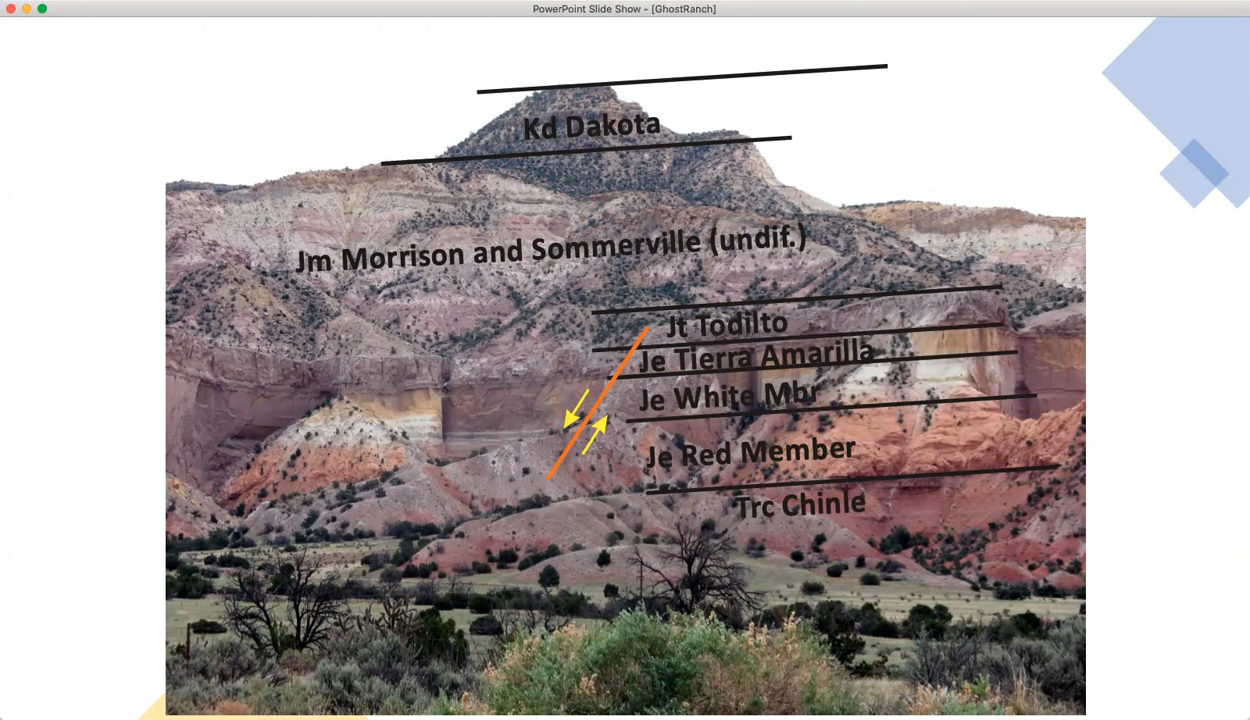 PowerPoint Slide Show - [GhostRanch]
Kd Dakota
Jm Morrison and Sommerville (undif.)
Jt Todilto
Je Tierra Amarilla
Je White Mbr
Je Red Member
Trc Chinle